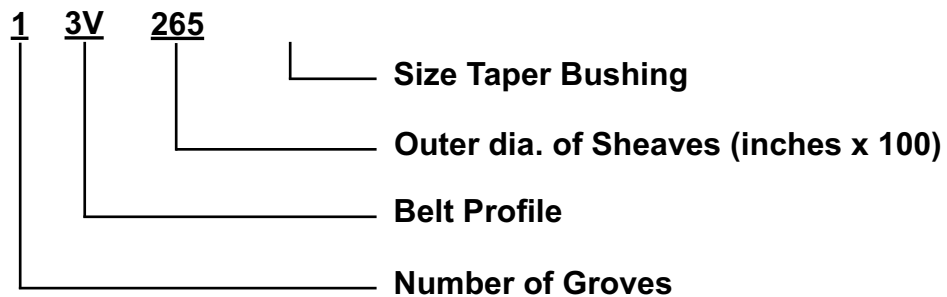 1 3V 265
Size Taper Bushing
Outer dia. of Sheaves (inches x 100)
Belt Profile
Number of Groves